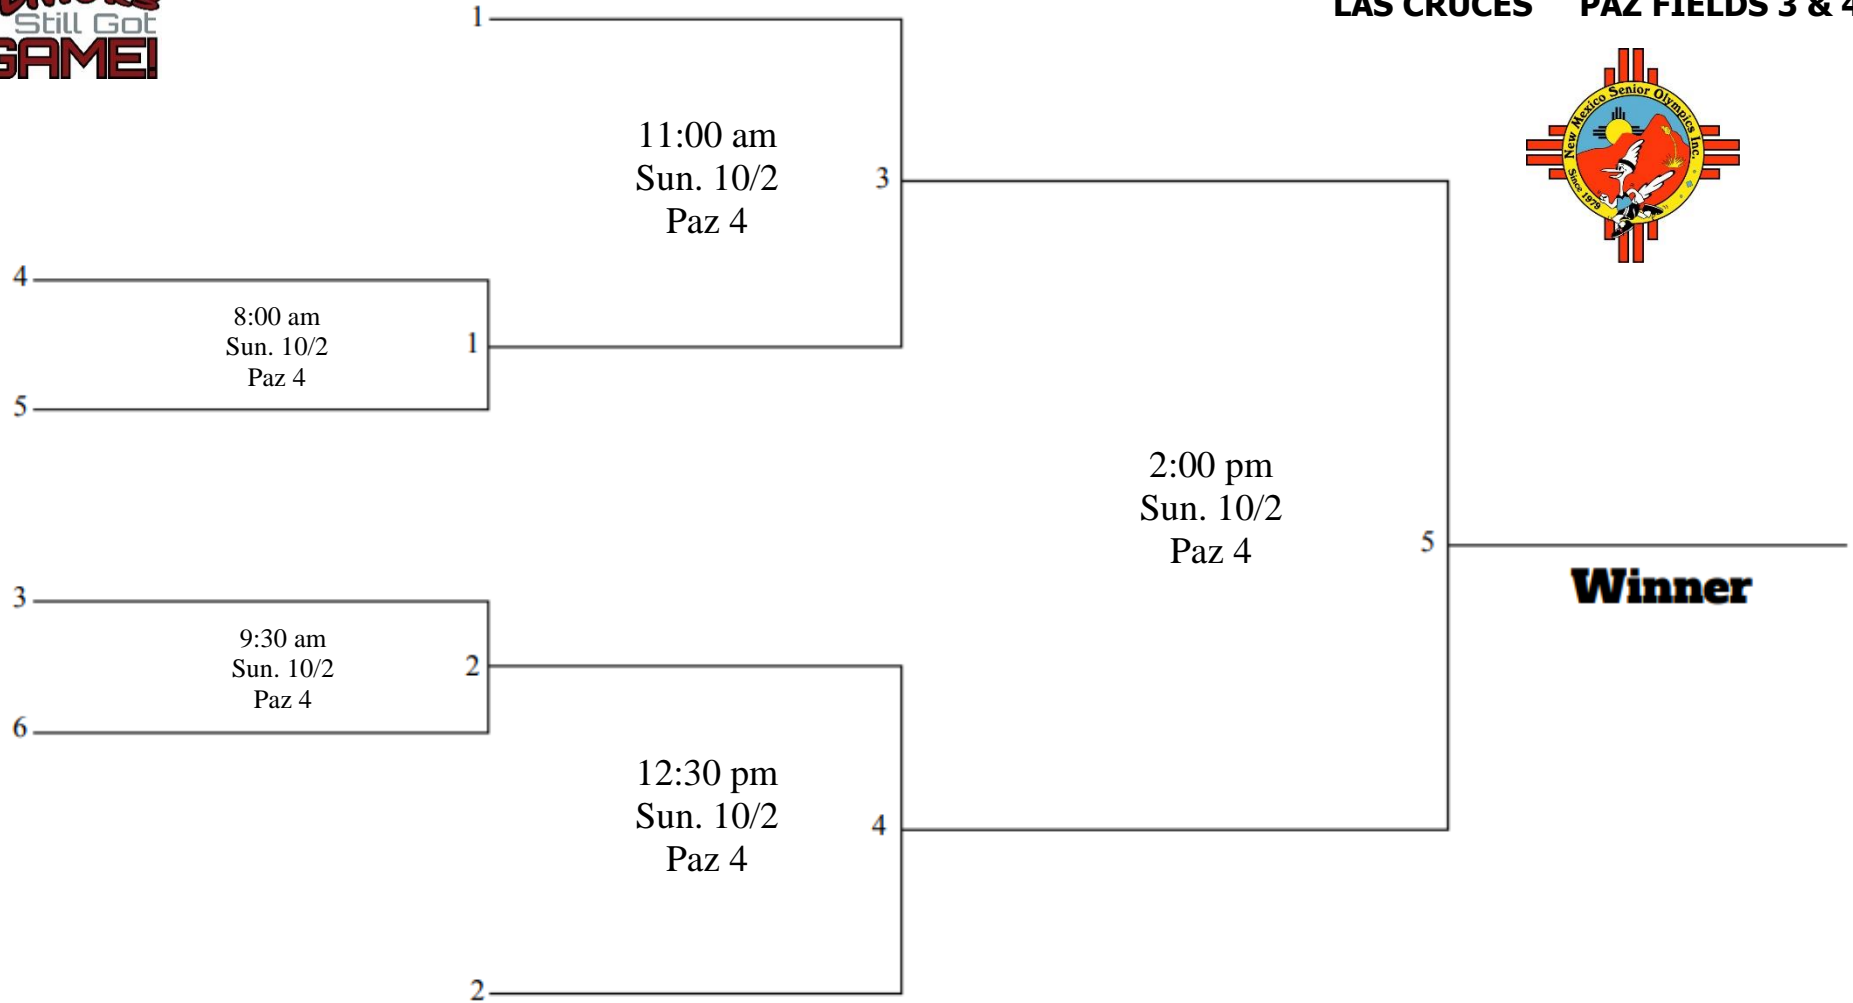 Still Got
GAME!
LAS CRUCES PAZ FIELDS 3 & 4
New Mexico Senior Olympics Inc.
Since 1979
1
11:00 am
Sun. 10/2
Paz 4
3
4
8:00 am
Sun. 10/2
Paz 4
1
5
2:00 pm
Sun. 10/2
Paz 4
5
Winner
3
9:30 am
Sun. 10/2
Paz 4
2
6
12:30 pm
Sun. 10/2
Paz 4
4
2